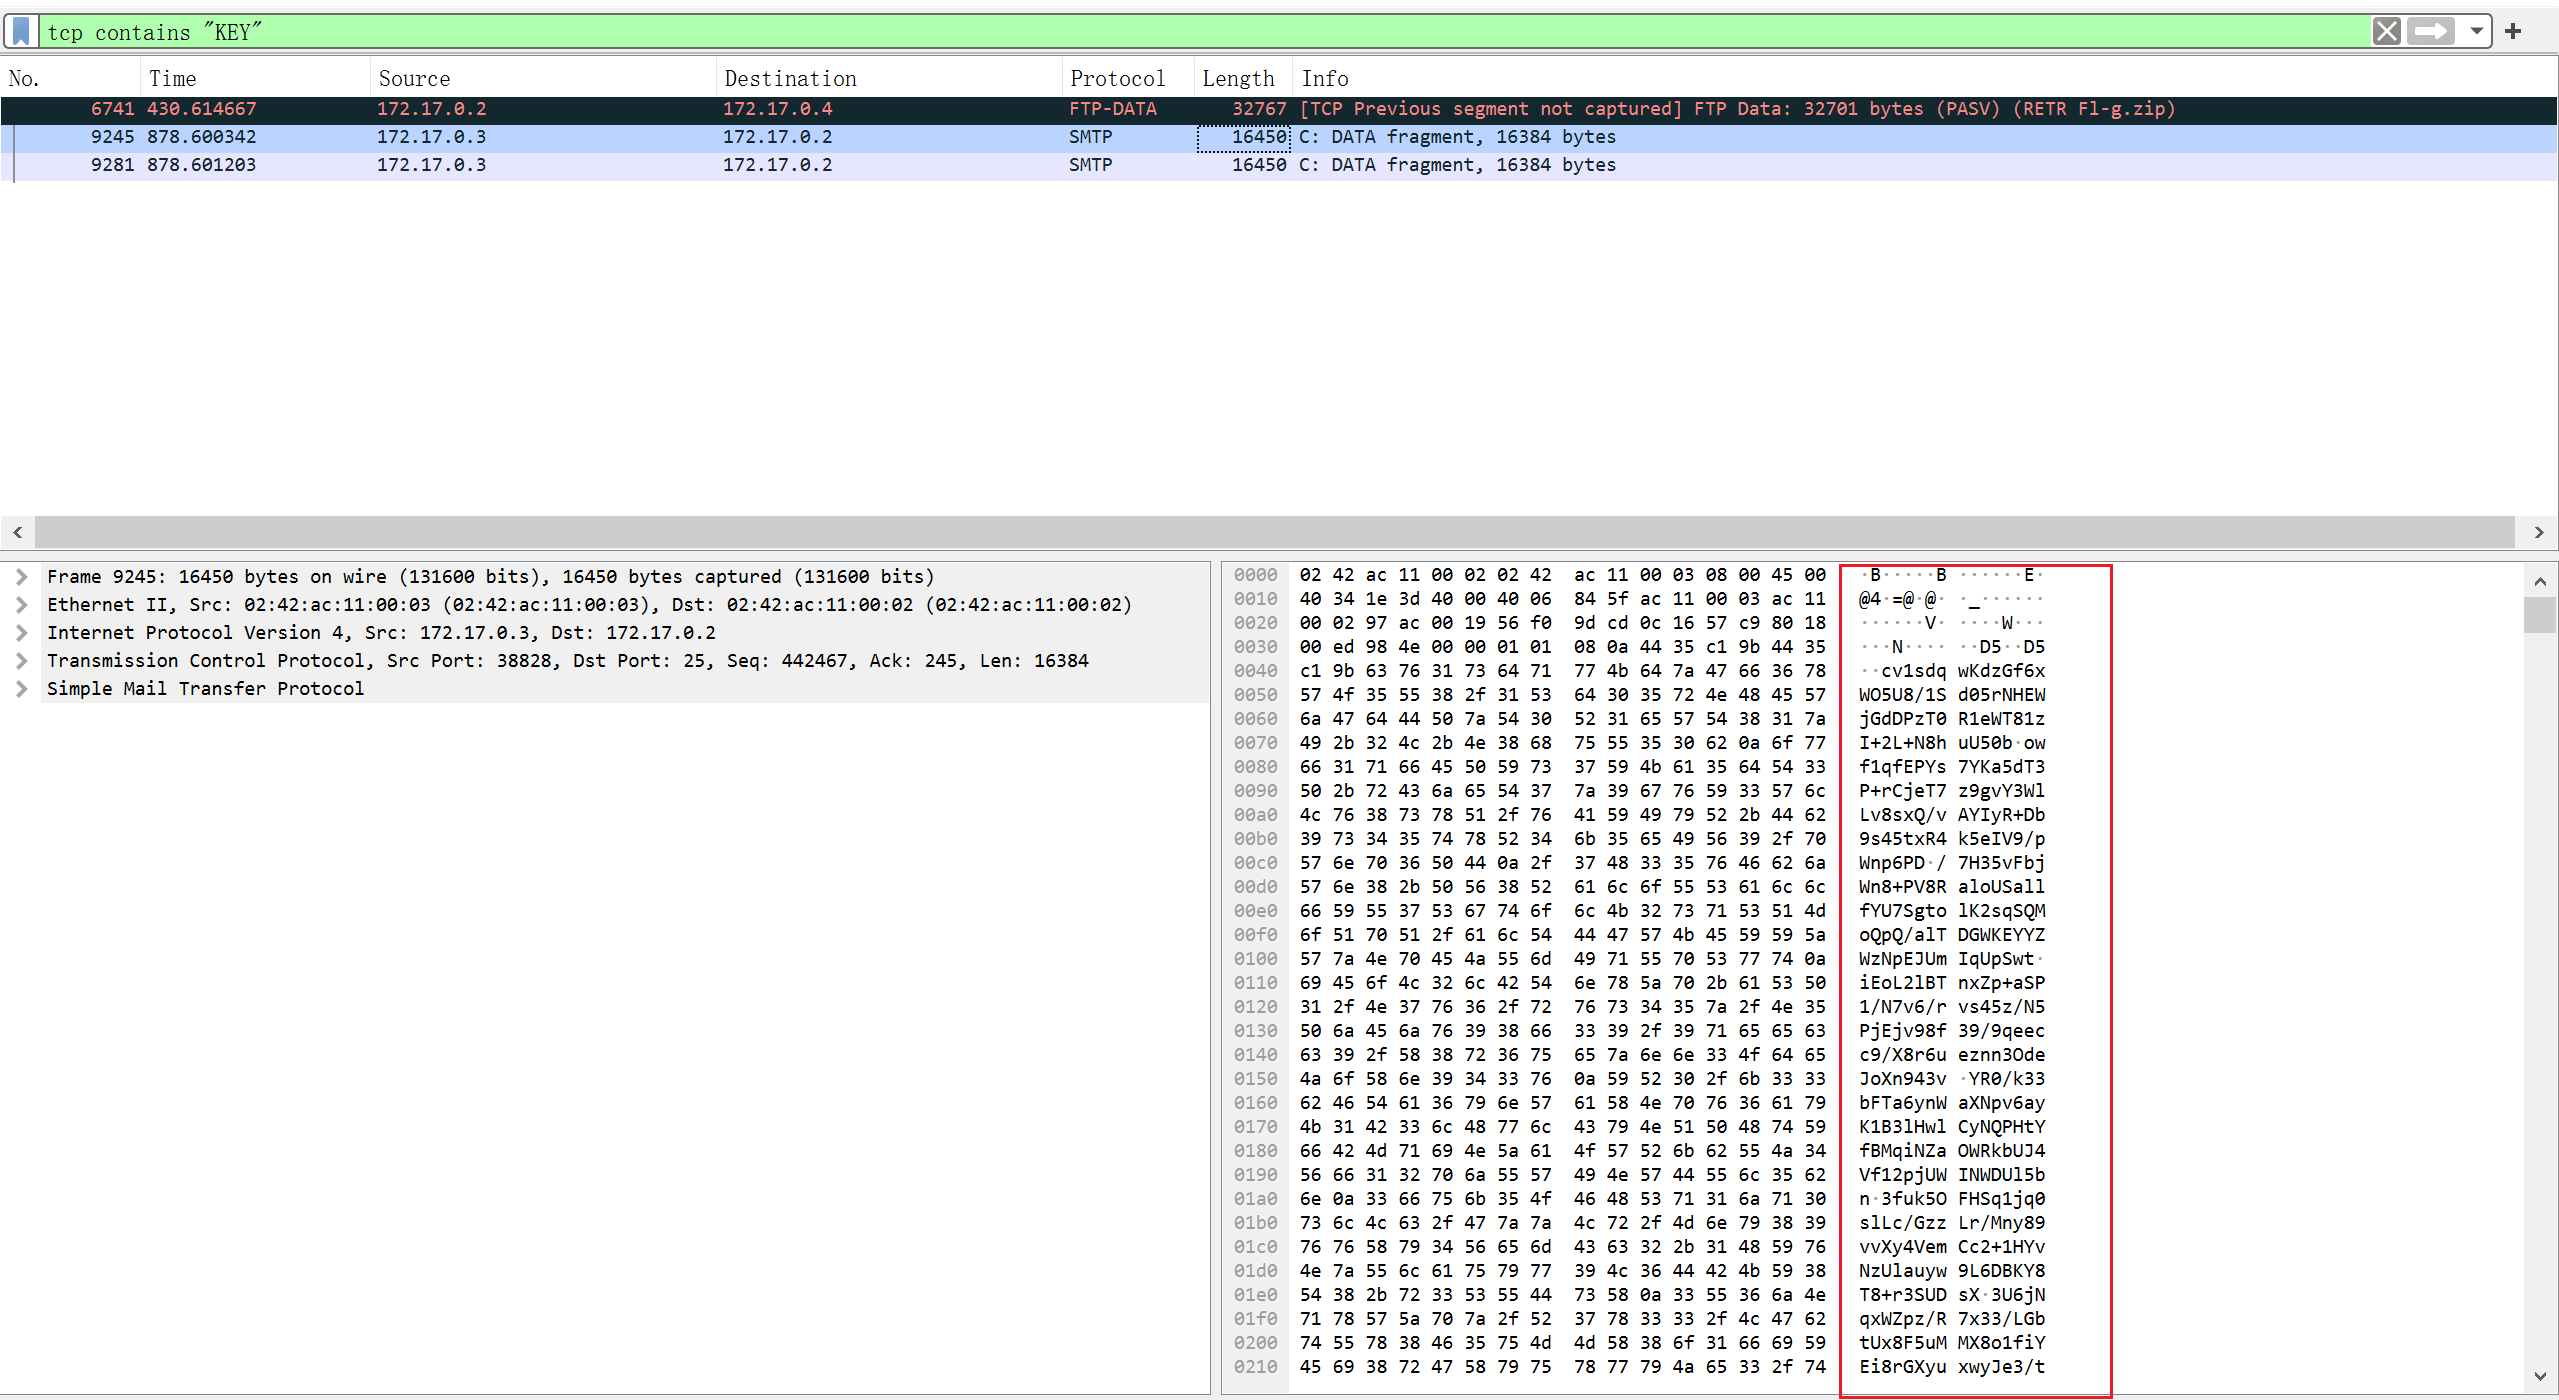 tcp contains "KEY"
No. Time Source Destination Protocol Length Info
6741 430.614667 172.17.0.2 172.17.0.4 FTP-DATA 32767 [TCP Previous segment not captured] FTP Data: 32701 bytes (PASV) (RETR Fl-g.zip)
9245 878.600342 172.17.0.3 172.17.0.2 SMTP 16450 C: DATA fragment, 16384 bytes
9281 878.601203 172.17.0.3 172.17.0.2 SMTP 16450 C: DATA fragment, 16384 bytes
Frame 9245: 16450 bytes on wire (131600 bits), 16450 bytes captured (131600 bits)
Ethernet II, Src: 02:42:ac:11:00:03 (02:42:ac:11:00:03), Dst: 02:42:ac:11:00:02 (02:42:ac:11:00:02)
Internet Protocol Version 4, Src: 172.17.0.3, Dst: 172.17.0.2
Transmission Control Protocol, Src Port: 38828, Dst Port: 25, Seq: 442467, Ack: 245, Len: 16384
Simple Mail Transfer Protocol
0000 02 42 ac 11 00 02 02 42 ac 11 00 03 08 00 45 00 ·B·····B ······E·
0010 40 34 1e 3d 40 00 40 06 84 5f ac 11 00 03 ac 11 @4·=@·@· ·_······
0020 00 02 97 ac 00 19 56 f0 9d cd 0c 16 57 c9 80 18 ······V· ····W···
0030 00 ed 98 4e 00 00 01 01 08 0a 44 35 c1 9b 44 35 ···N···· ··D5··D5
0040 c1 9b 63 76 31 73 64 71 77 4b 64 7a 47 66 36 78 ··cv1sdq wKdzGf6x
0050 57 4f 35 55 38 2f 31 53 64 30 35 72 4e 48 45 57 WO5U8/1S d05rNHEW
0060 6a 47 64 44 50 7a 54 30 52 31 65 57 54 38 31 7a jGdDPzT0 R1eWT81z
0070 49 2b 32 4c 2b 4e 38 68 75 55 35 30 62 0a 6f 77 I+2L+N8h uU50b·ow
0080 66 31 71 66 45 50 59 73 37 59 4b 61 35 64 54 33 f1qfEPYs 7YKa5dT3
0090 50 2b 72 43 6a 65 54 37 7a 39 67 76 59 33 57 6c P+rCjeT7 z9gvY3Wl
00a0 4c 76 38 73 78 51 2f 76 41 59 49 79 52 2b 44 62 Lv8sxQ/v AYIyR+Db
00b0 39 73 34 35 74 78 52 34 6b 35 65 49 56 39 2f 70 9s45txR4 k5eIV9/p
00c0 57 6e 70 36 50 44 0a 2f 37 48 33 35 76 46 62 6a Wnp6PD·/ 7H35vFbj
00d0 57 6e 38 2b 50 56 38 52 61 6c 6f 55 53 61 6c 6c Wn8+PV8R aloUSall
00e0 66 59 55 37 53 67 74 6f 6c 4b 32 73 71 53 51 4d fYU7Sgto lK2sqSQM
00f0 6f 51 70 51 2f 61 6c 54 44 47 57 4b 45 59 59 5a oQpQ/alT DGWKEYYZ
0100 57 7a 4e 70 45 4a 55 6d 49 71 55 70 53 77 74 0a WzNpEJUm IqUpSwt·
0110 69 45 6f 4c 32 6c 42 54 6e 78 5a 70 2b 61 53 50 iEoL2lBT nxZp+aSP
0120 31 2f 4e 37 76 36 2f 72 76 73 34 35 7a 2f 4e 35 1/N7v6/r vs45z/N5
0130 50 6a 45 6a 76 39 38 66 33 39 2f 39 71 65 65 63 PjEjv98f 39/9qeec
0140 63 39 2f 58 38 72 36 75 65 7a 6e 6e 33 4f 64 65 c9/X8r6u eznn3Ode
0150 4a 6f 58 6e 39 34 33 76 0a 59 52 30 2f 6b 33 33 JoXn943v ·YR0/k33
0160 62 46 54 61 36 79 6e 57 61 58 4e 70 76 36 61 79 bFTa6ynW aXNpv6ay
0170 4b 31 42 33 6c 48 77 6c 43 79 4e 51 50 48 74 59 K1B3lHwl CyNQPHtY
0180 66 42 4d 71 69 4e 5a 61 4f 57 52 6b 62 55 4a 34 fBMqiNZa OWRkbUJ4
0190 56 66 31 32 70 6a 55 57 49 4e 57 44 55 6c 35 62 Vf12pjUW INWDUl5b
01a0 6e 0a 33 66 75 6b 35 4f 46 48 53 71 31 6a 71 30 n·3fuk5O FHSq1jq0
01b0 73 6c 4c 63 2f 47 7a 7a 4c 72 2f 4d 6e 79 38 39 slLc/Gzz Lr/Mny89
01c0 76 76 58 79 34 56 65 6d 43 63 32 2b 31 48 59 76 vvXy4Vem Cc2+1HYv
01d0 4e 7a 55 6c 61 75 79 77 39 4c 36 44 42 4b 59 38 NzUlauyw 9L6DBKY8
01e0 54 38 2b 72 33 53 55 44 73 58 0a 33 55 36 6a 4e T8+r3SUD sX·3U6jN
01f0 71 78 57 5a 70 7a 2f 52 37 78 33 33 2f 4c 47 62 qxWZpz/R 7x33/LGb
0200 74 55 78 38 46 35 75 4d 4d 58 38 6f 31 66 69 59 tUx8F5uM MX8o1fiY
0210 45 69 38 72 47 58 79 75 78 77 79 4a 65 33 2f 74 Ei8rGXyu xwyJe3/t